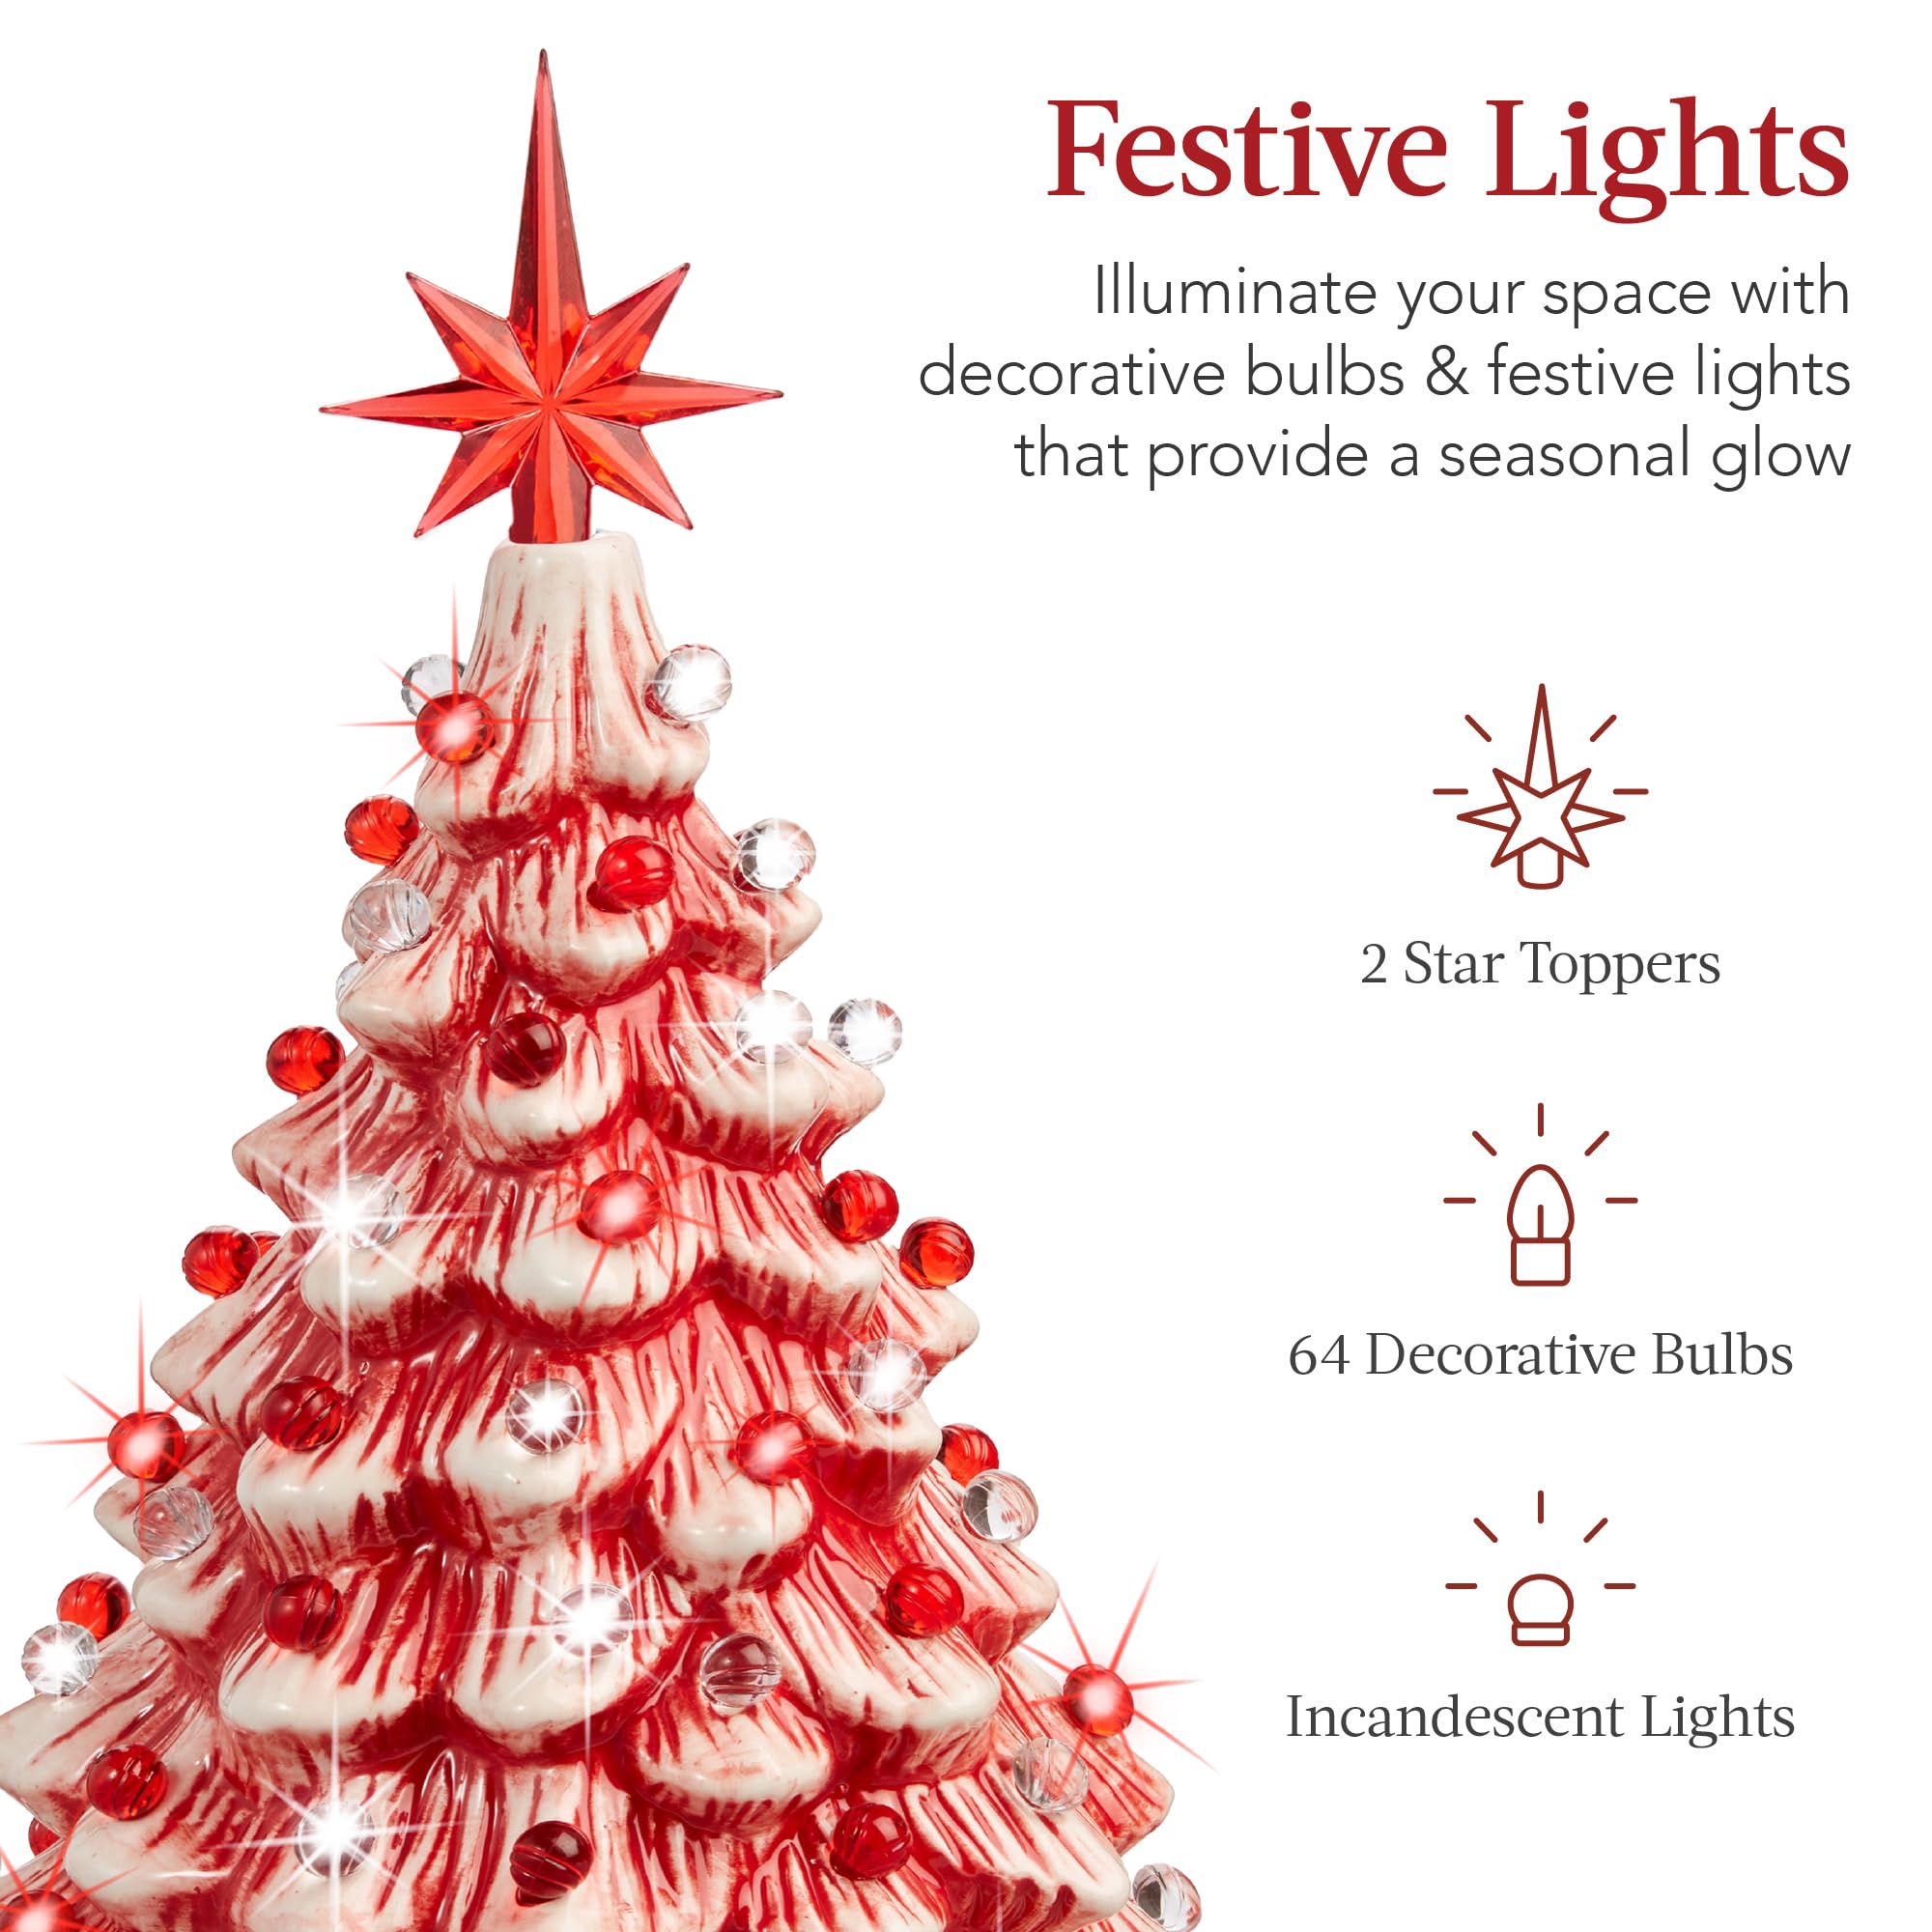 Festive Lights
Illuminate your space with
decorative bulbs & festive lights
that provide a seasonal glow
2 Star Toppers
64 Decorative Bulbs
Incandescent Lights